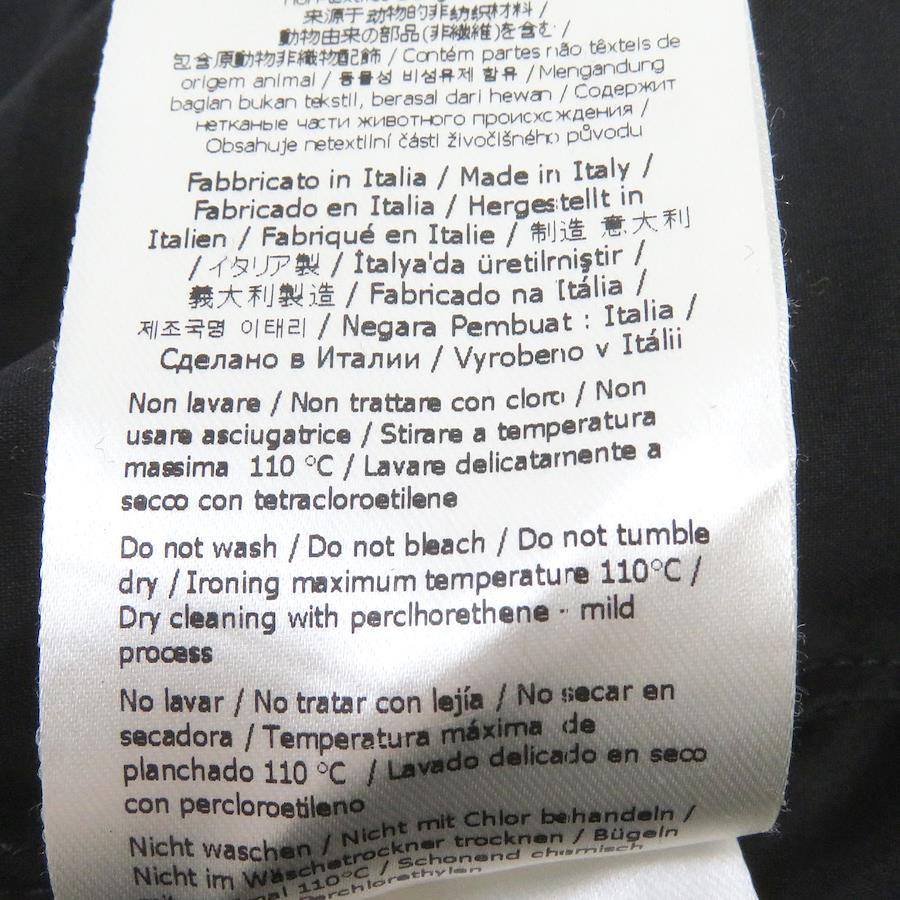 来源于动物的非纺织材料 /
動物由来の部品(非繊維)を含む /
包含原動物非織物配飾 / Contém partes não têxteis de
origem animal / 동물성 비섬유제 함유 / Mengandung
bagian bukan tekstil, berasal dari hewan / Содержит
нетканые части животного происхождения /
Obsahuje netextilní části živočišného původu
Fabbricato in Italia / Made in Italy /
Fabricado en Italia / Hergestellt in
Italien / Fabriqué en Italie / 制造 意大利
/ イタリア製 / İtalya'da üretilmiştir /
義大利製造 / Fabricado na Itália /
제조국명 이태리 / Negara Pembuat : Italia /
Сделано в Италии / Vyrobeno v Itálii
Non lavare / Non trattare con cloro / Non
usare asciugatrice / Stirare a temperatura
massima 110 °C / Lavare delicatamente a
secco con tetracloroetilene
Do not wash / Do not bleach / Do not tumble
dry / Ironing maximum temperature 110°C /
Dry cleaning with perclhorethene - mild
process
No lavar / No tratar con lejía / No secar en
secadora / Temperatura máxima de
planchado 110 °C / Lavado delicado en seco
con percloroetileno
Nicht waschen / Nicht mit Chlor behandeln /
Nicht im Wäschetrockner trocknen / Bügeln
110°C / Schonend chemisch
Perchlorethylen